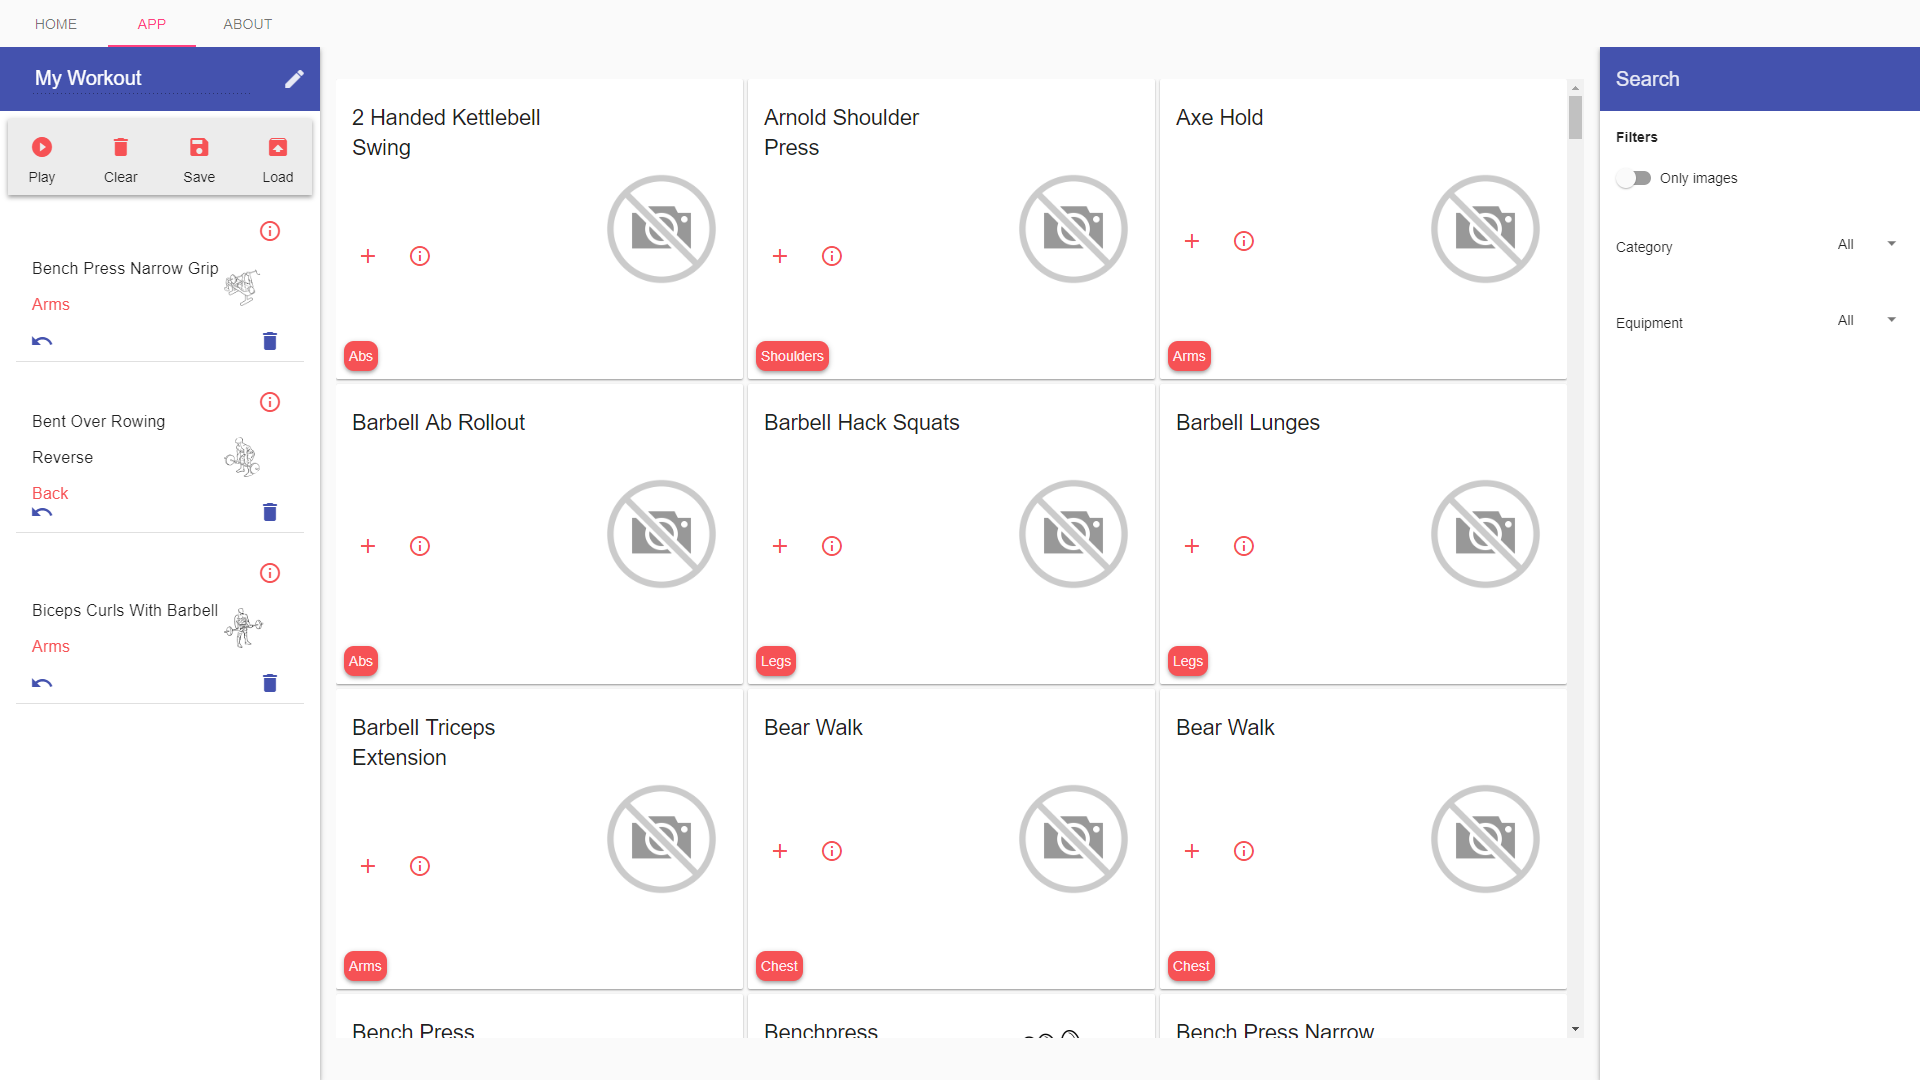 HOME
APP
ABOUT
My Workout
Play
Clear
Save
Load
Bench Press Narrow Grip
Arms
Bent Over Rowing
Reverse
Back
Biceps Curls With Barbell
Arms
2 Handed Kettlebell
Swing
Abs
Arnold Shoulder
Press
Shoulders
Axe Hold
Arms
Barbell Ab Rollout
Abs
Barbell Hack Squats
Legs
Barbell Lunges
Legs
Barbell Triceps
Extension
Arms
Bear Walk
Chest
Bear Walk
Chest
Bench Press
Benchpress
Bench Press Narrow
Search
Filters
Only images
Category
All
Equipment
All